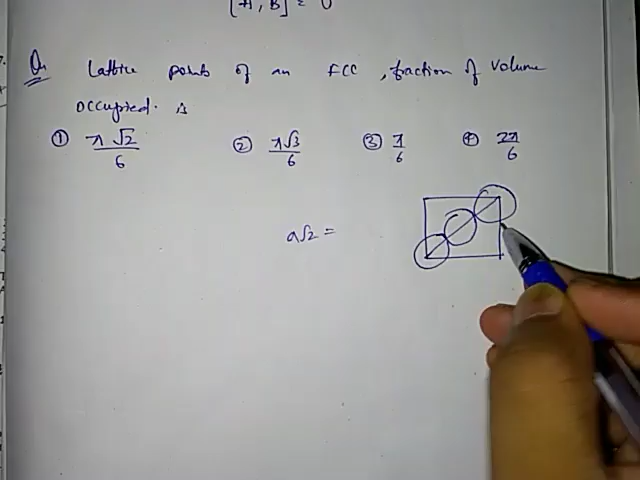 [A, B] = 0
Qn Lattice points of an FCC, fraction of volume
occupied. is
① π√2/6 ② π√3/6 ③ π/6 ④ 2π/6
a√2 =